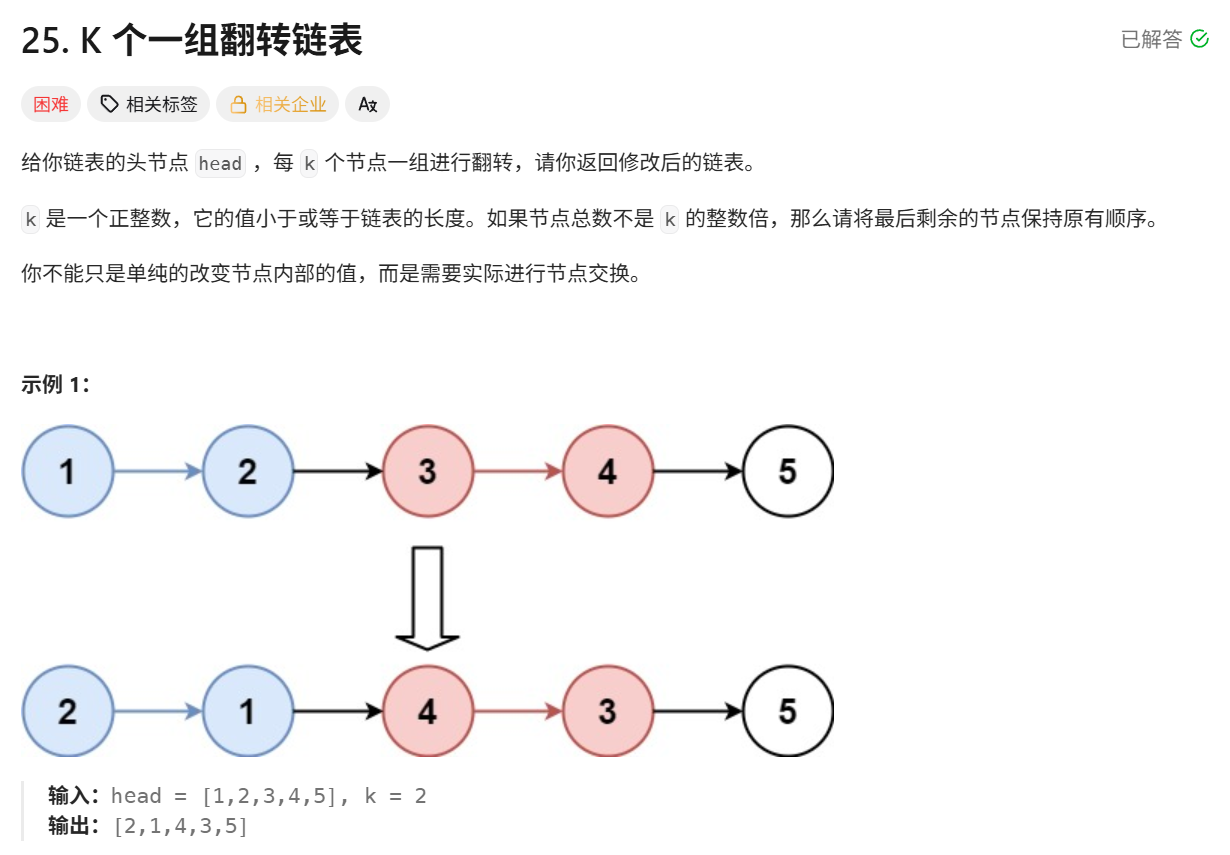 25. K 个一组翻转链表
已解答
困难 相关标签 相关企业 A文
给你链表的头节点 head ，每 k 个节点一组进行翻转，请你返回修改后的链表。
k 是一个正整数，它的值小于或等于链表的长度。如果节点总数不是 k 的整数倍，那么请将最后剩余的节点保持原有顺序。
你不能只是单纯的改变节点内部的值，而是需要实际进行节点交换。
示例 1：
1 2 3 4 5
2 1 4 3 5
输入：head = [1,2,3,4,5], k = 2
输出：[2,1,4,3,5]